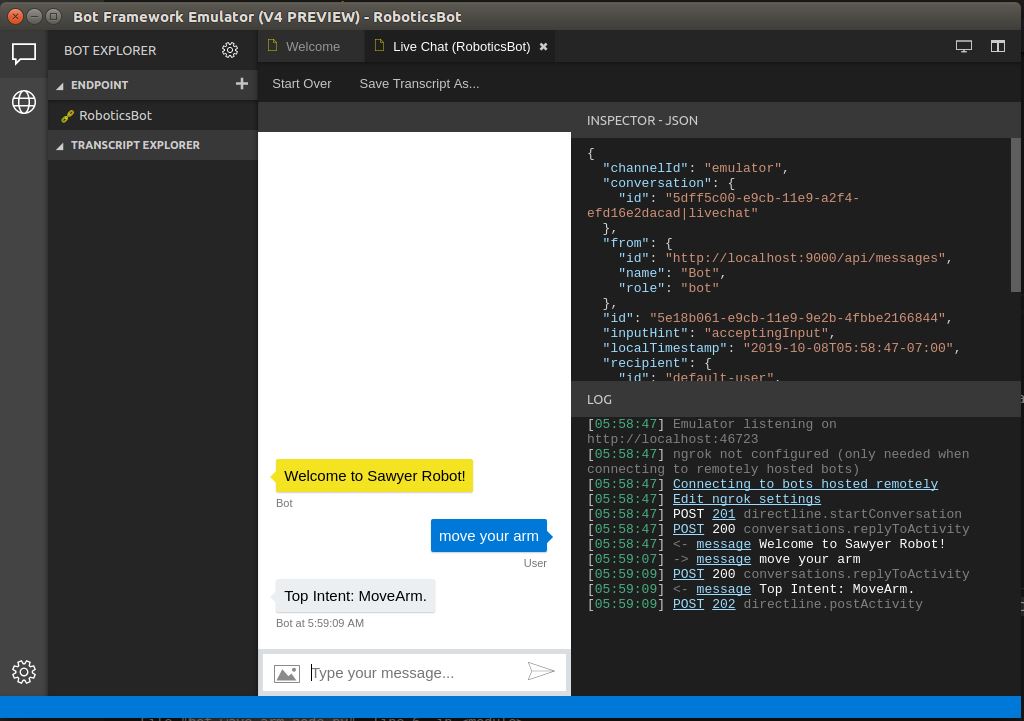 Bot Framework Emulator (V4 PREVIEW) - RoboticsBot
BOT EXPLORER
ENDPOINT
RoboticsBot
TRANSCRIPT EXPLORER
Welcome
Live Chat (RoboticsBot)
Start Over Save Transcript As...
Welcome to Sawyer Robot!
Bot
move your arm
User
Top Intent: MoveArm.
Bot at 5:59:09 AM
Type your message...
INSPECTOR - JSON
{
"channelId": "emulator",
"conversation": {
"id": "5dff5c00-e9cb-11e9-a2f4-
efd16e2dacad|livechat"
},
"from": {
"id": "http://localhost:9000/api/messages",
"name": "Bot",
"role": "bot"
},
"id": "5e18b061-e9cb-11e9-9e2b-4fbbe2166844",
"inputHint": "acceptingInput",
"localTimestamp": "2019-10-08T05:58:47-07:00",
"recipient": {
"id": "default-user",
LOG
[05:58:47] Emulator listening on
http://localhost:46723
[05:58:47] ngrok not configured (only needed when
connecting to remotely hosted bots)
[05:58:47] Connecting to bots hosted remotely
[05:58:47] Edit ngrok settings
[05:58:47] POST 201 directline.startConversation
[05:58:47] POST 200 conversations.replyToActivity
[05:58:47] <- message Welcome to Sawyer Robot!
[05:59:07] -> message move your arm
[05:59:09] POST 200 conversations.replyToActivity
[05:59:09] <- message Top Intent: MoveArm.
[05:59:09] POST 202 directline.postActivity